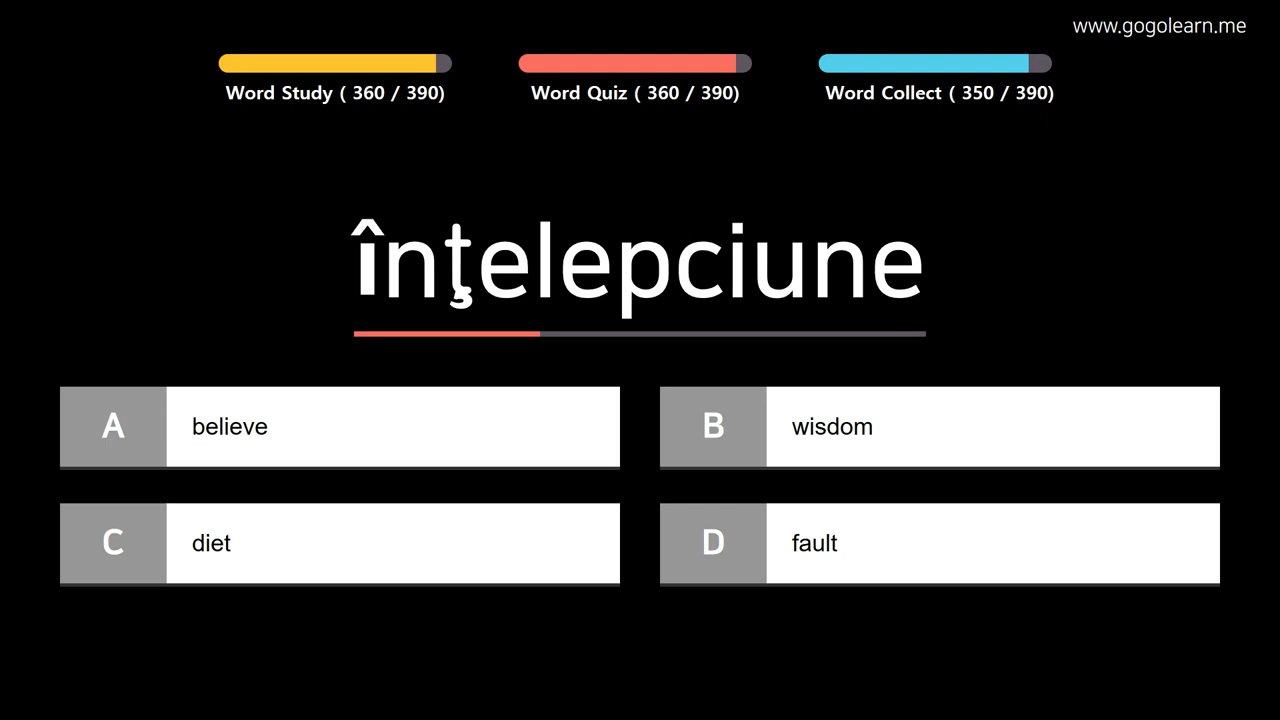 www.gogolearn.me
Word Study ( 360 / 390)
Word Quiz ( 360 / 390)
Word Collect ( 350 / 390)
înţelepciune
A believe
B wisdom
C diet
D fault